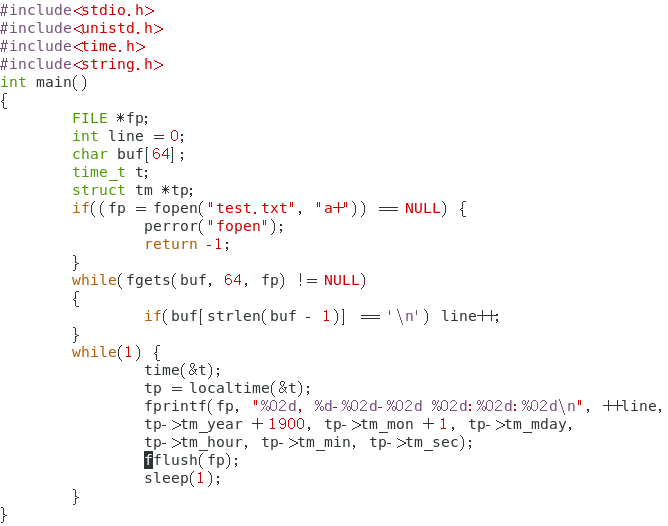 #include<stdio.h>
#include<unistd.h>
#include<time.h>
#include<string.h>
int main()
{
        FILE *fp;
        int line = 0;
        char buf[64];
        time_t t;
        struct tm *tp;
        if((fp = fopen("test.txt", "a+")) == NULL) {
                perror("fopen");
                return -1;
        }
        while(fgets(buf, 64, fp) != NULL)
        {
                if(buf[strlen(buf - 1)] == '\n') line++;
        }
        while(1) {
                time(&t);
                tp = localtime(&t);
                fprintf(fp, "%02d, %d-%02d-%02d %02d:%02d:%02d\n", ++line,
                tp->tm_year + 1900, tp->tm_mon + 1, tp->tm_mday,
                tp->tm_hour, tp->tm_min, tp->tm_sec);
                fflush(fp);
                sleep(1);
        }
}